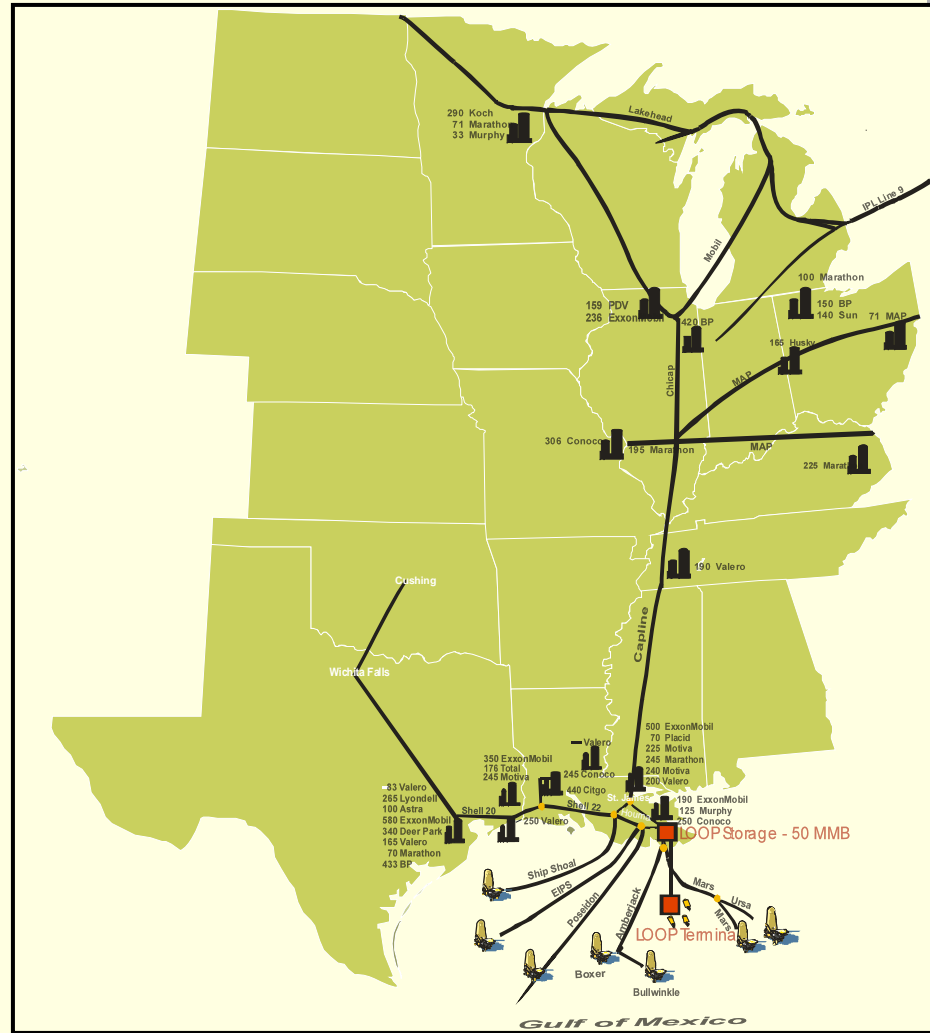 Lakehead
290 Koch
71 Marathon
33 Murphy
IPL Line 9
Mobil
100 Marathon
150 BP
140 Sun
71 MAP
159 PDV
236 ExxonMobil
420 BP
165 Husky
Chicap
MAP
306 Conoco
195 Marathon
MAP
225 Marat
190 Valero
Cushing
Capline
Wichita Falls
500 ExxonMobil
70 Placid
225 Motiva
245 Marathon
240 Motiva
200 Valero
Valero
350 ExxonMobil
176 Total
245 Motiva
245 Conoco
440 Citgo
83 Valero
265 Lyondell
100 Astra
580 ExxonMobil
340 Deer Park
165 Valero
70 Marathon
433 BP
Shell 20
Shell 22
St. James
Houma
250 Valero
190 ExxonMobil
125 Murphy
250 Conoco
LOOP Storage - 50 MMB
Ship Shoal
EIPS
Poseidon
Amberjack
Mars
Ursa
Mars
LOOP Termina
Boxer
Bullwinkle
Gulf of Mexico